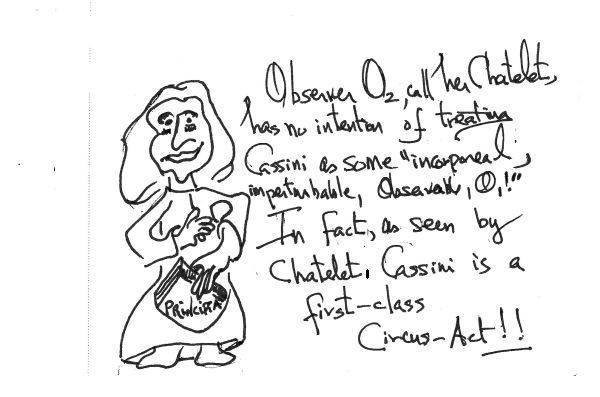 Observer O₂, call her Chatelet,
has no intention of treating
Cassini as some "incorporeal,
imperturbable, Observer, O₁!"
In fact, as seen by
Chatelet, Cassini is a
first-class
Circus-Act!!
PRINCIPIA